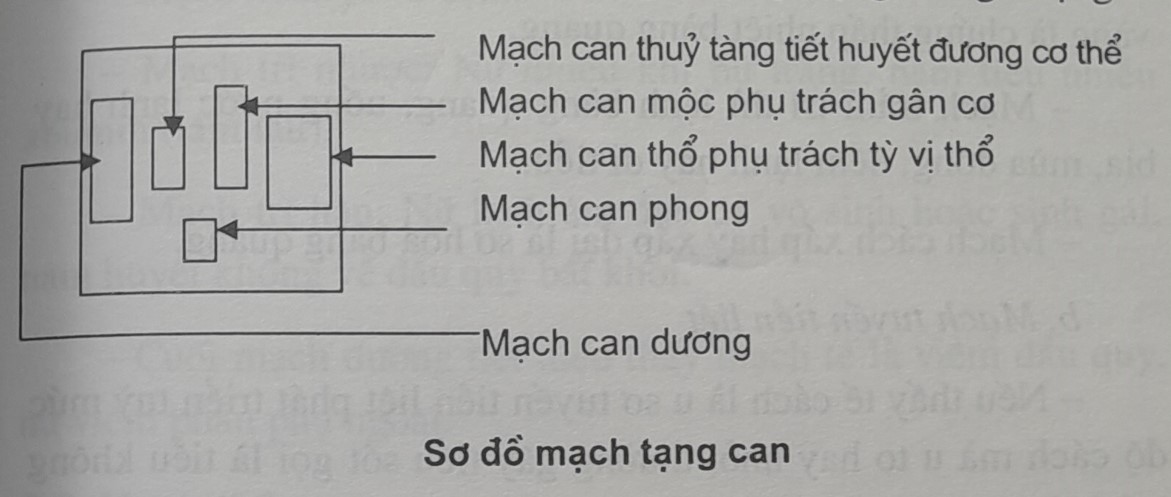 Mạch can thuỷ tàng tiết huyết đương cơ thể
Mạch can mộc phụ trách gân cơ
Mạch can thổ phụ trách tỳ vị thổ
Mạch can phong
Mạch can dương
Sơ đồ mạch tạng can